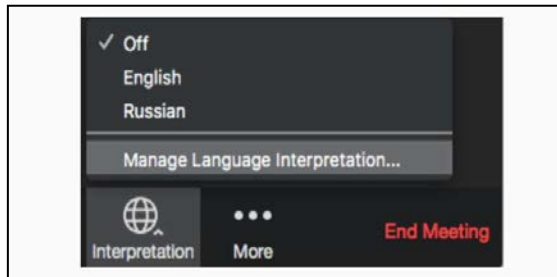 ✓ Off
English
Russian
Manage Language Interpretation...
Interpretation
More
End Meeting